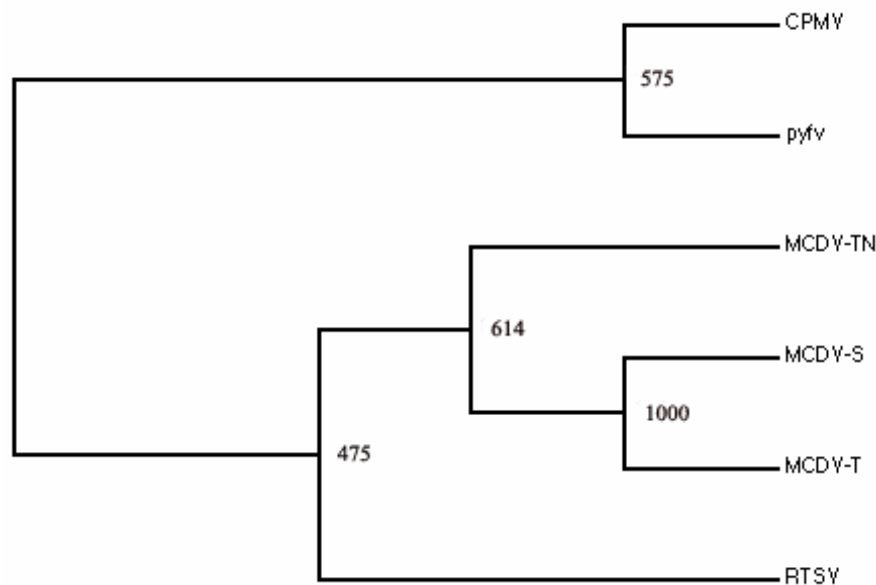 CPMV
575
pyfv
MCDV-TN
614
MCDV-S
1000
475
MCDV-T
RTSV